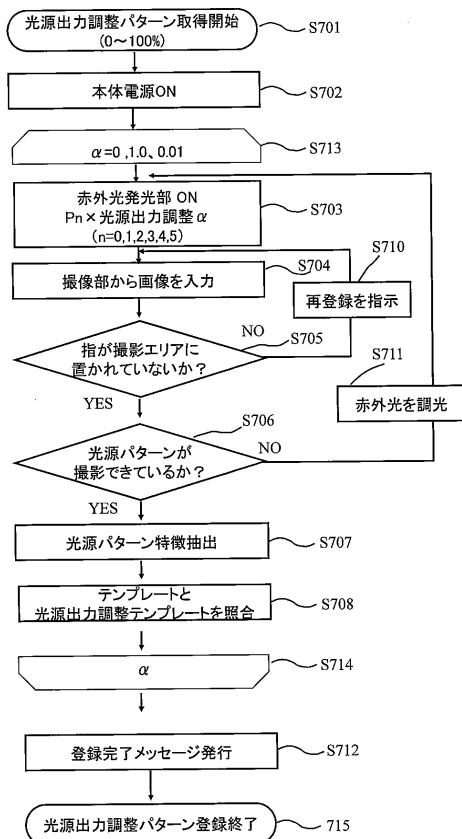 光源出力調整パターン取得開始
(0～100%)
S701
本体電源ON
S702
α=0 ,1.0、0.01
S713
赤外光発光部 ON
Pn×光源出力調整α
(n=0,1,2,3,4,5)
S703
S710
S704
撮像部から画像を入力
再登録を指示
NO
S705
指が撮影エリアに
置かれていないか？
S711
YES
赤外光を調光
S706
光源パターンが
撮影できているか？
NO
YES
光源パターン特徴抽出
S707
テンプレートと
光源出力調整テンプレートを照合
S708
α
S714
登録完了メッセージ発行
S712
光源出力調整パターン登録終了
715